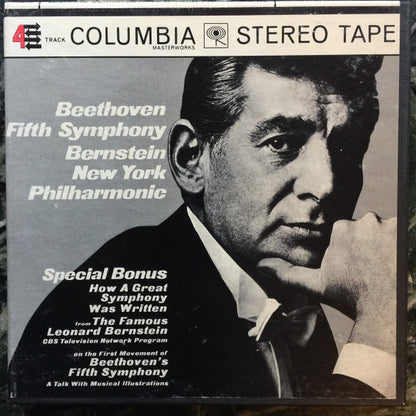 4 TRACK COLUMBIA MASTERWORKS STEREO TAPE
Beethoven
Fifth Symphony
Bernstein
New York
Philharmonic
Special Bonus
How A Great
Symphony
Was Written
from The Famous
Leonard Bernstein
CBS Television Network Program
on the First Movement of
Beethoven's
Fifth Symphony
A Talk With Musical Illustrations